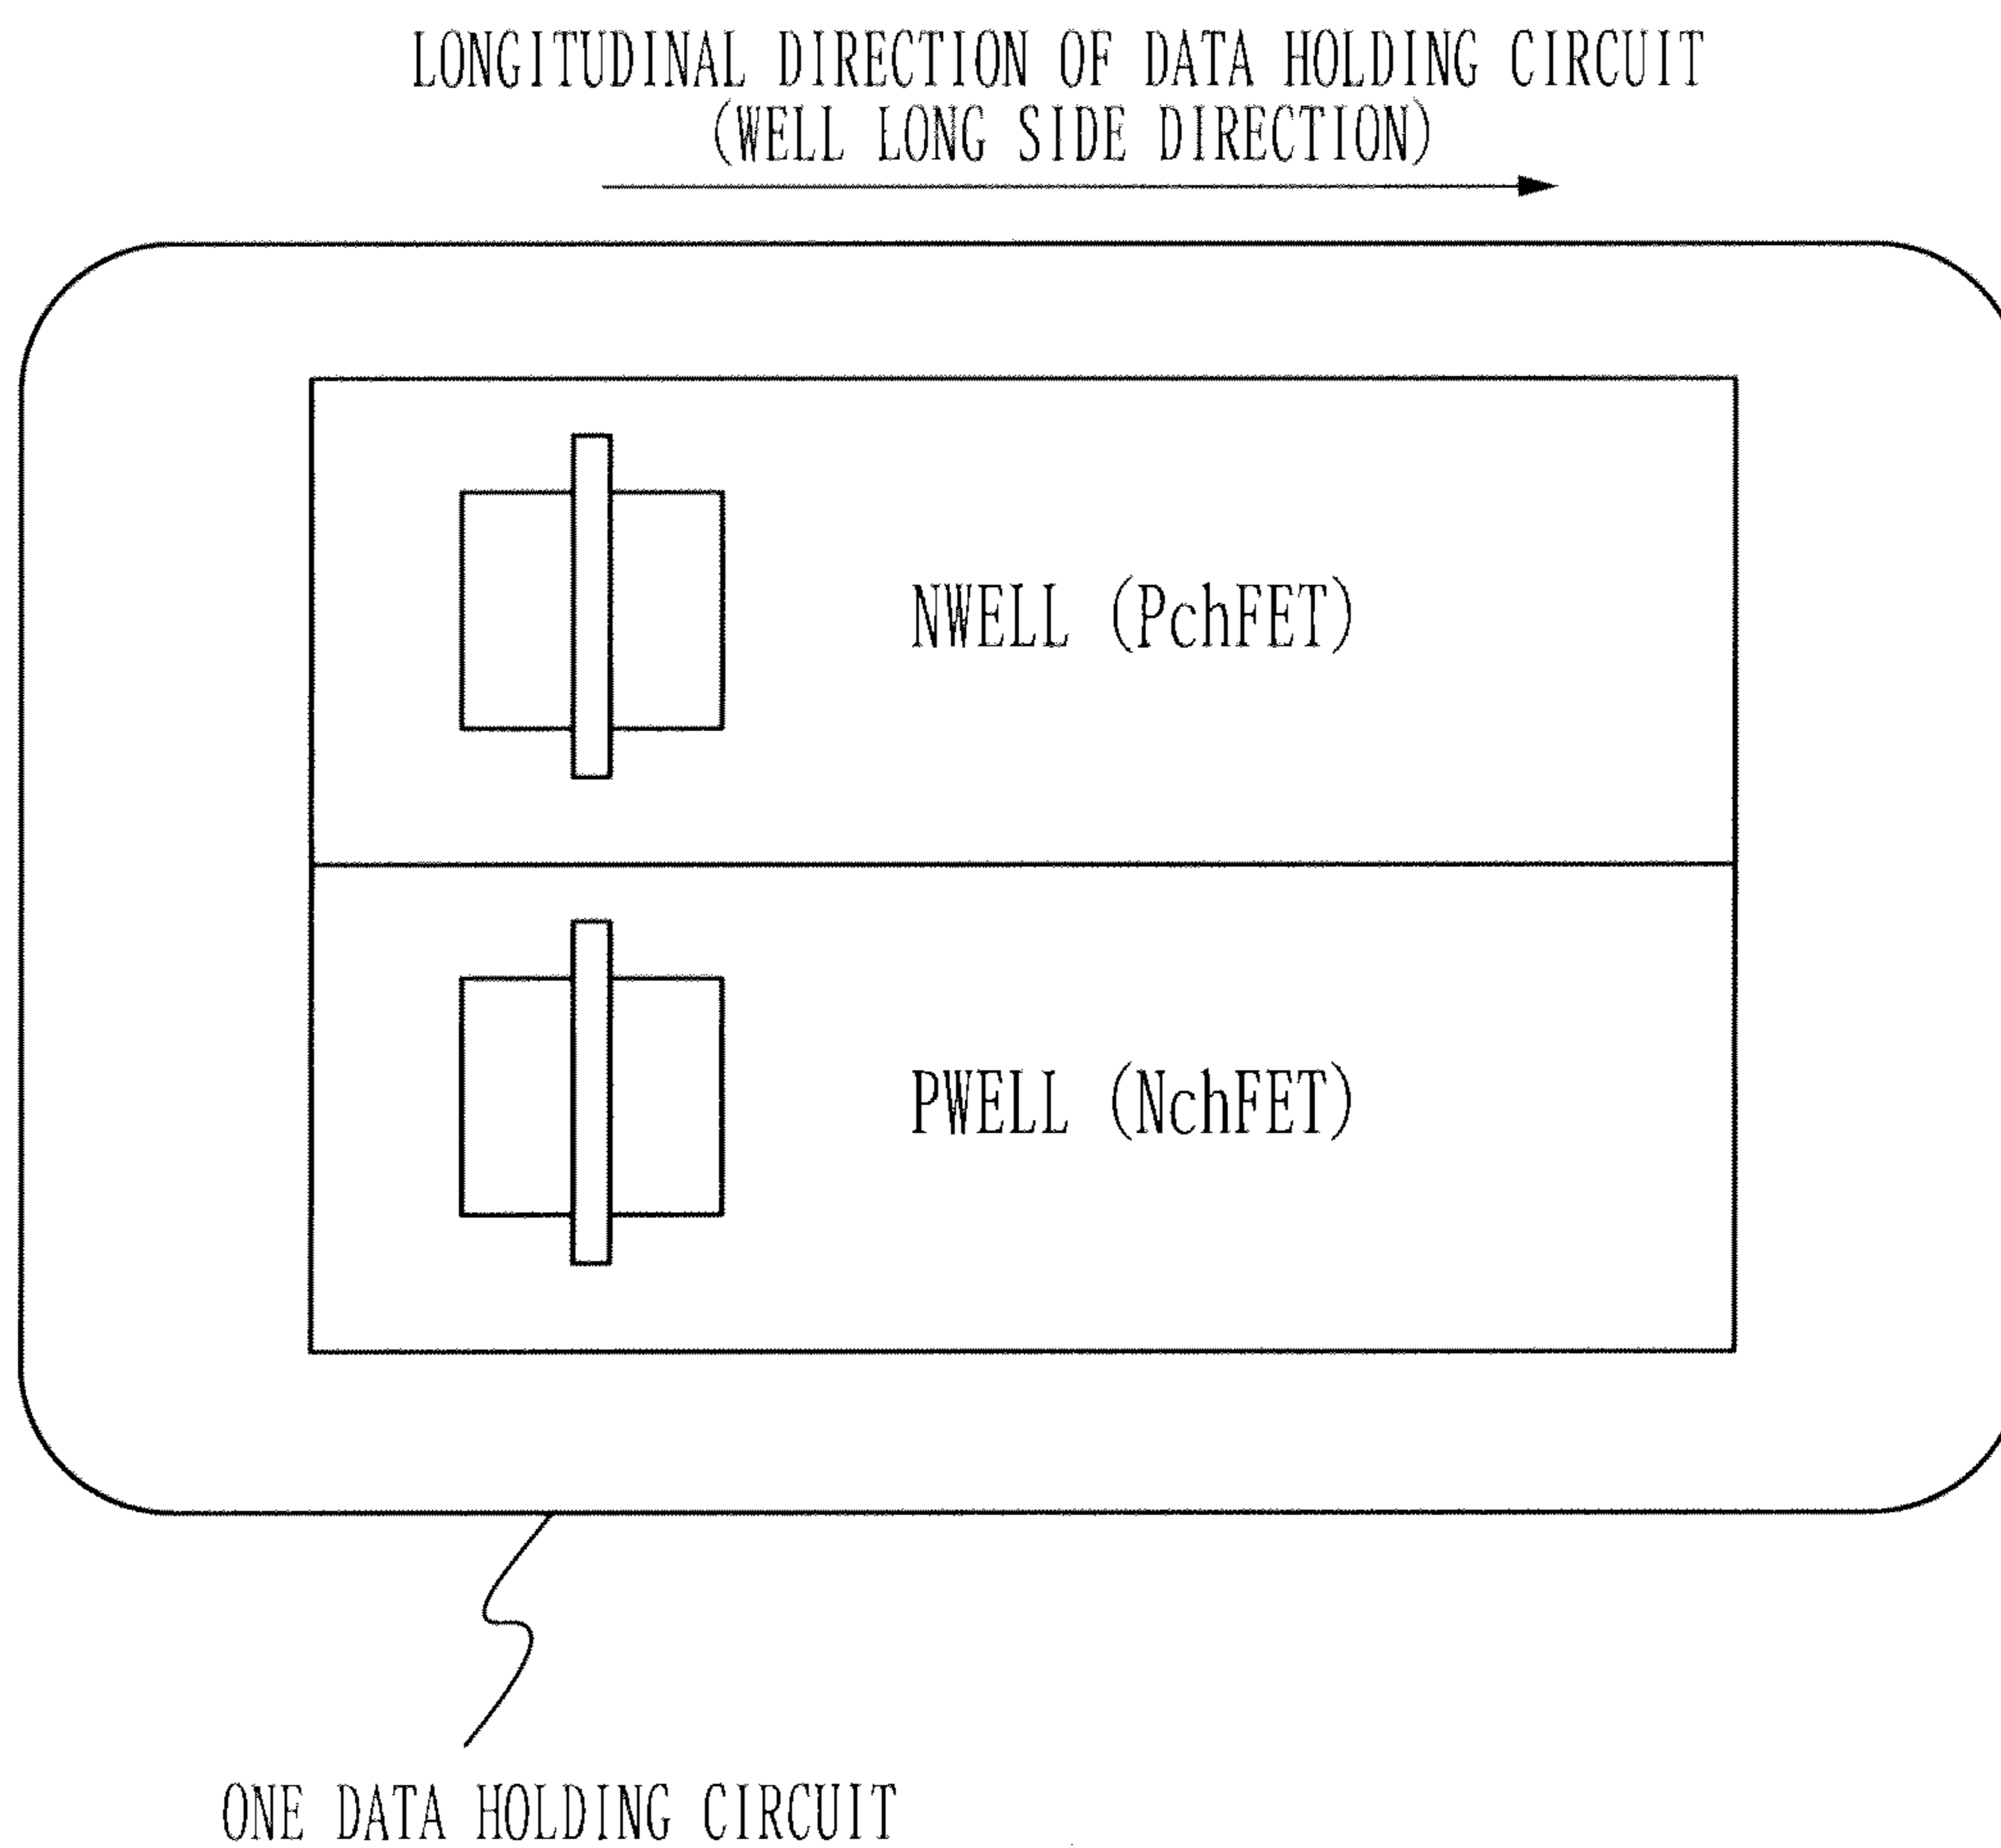 LONGITUDINAL DIRECTION OF DATA HOLDING CIRCUIT
(WELL LONG SIDE DIRECTION)
NWELL (PchFET)
PWELL (NchFET)
ONE DATA HOLDING CIRCUIT